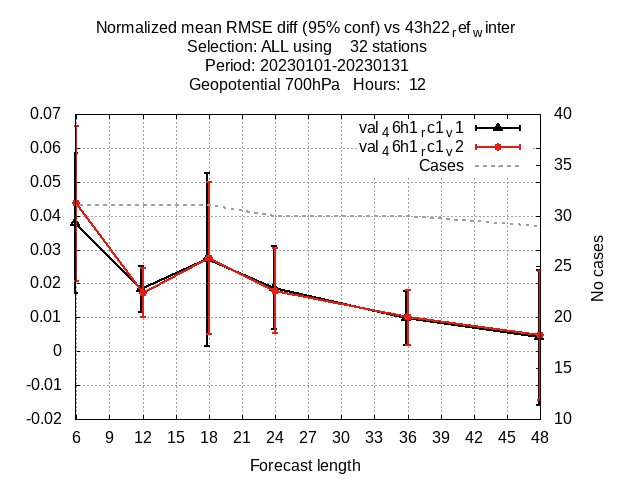 Normalized mean RMSE diff (95% conf) vs 43h22refwinter
Selection: ALL using 32 stations
Period: 20230101-20230131
Geopotential 700hPa Hours: 12
val46h1rc1v1
val46h1rc1v2
Cases
0.07
0.06
0.05
0.04
0.03
0.02
0.01
0
-0.01
-0.02
40
35
30
25
20
15
10
No cases
6 9 12 15 18 21 24 27 30 33 36 39 42 45 48
Forecast length